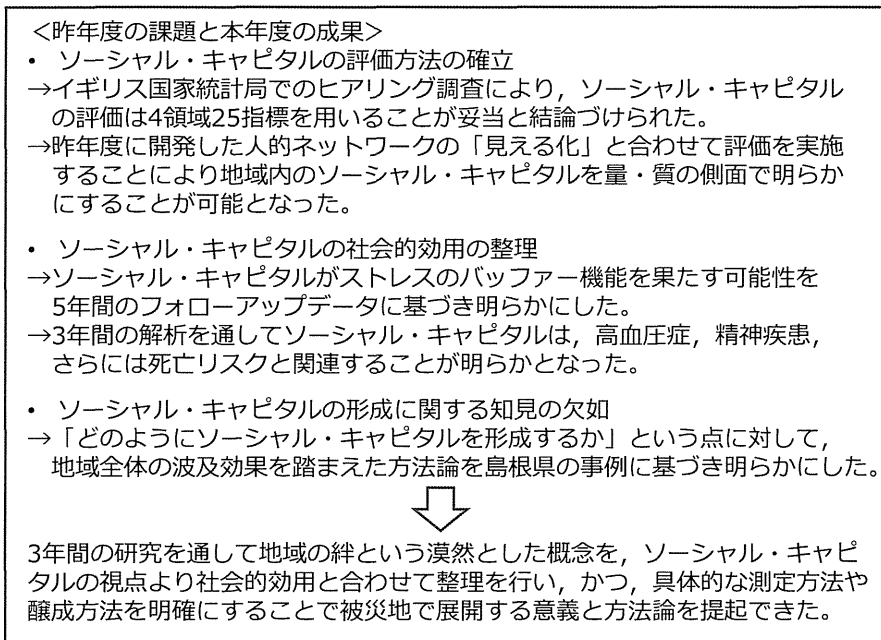 ＜昨年度の課題と本年度の成果＞
• ソーシャル・キャピタルの評価方法の確立
→イギリス国家統計局でのヒアリング調査により，ソーシャル・キャピタル
の評価は4領域25指標を用いることが妥当と結論づけられた。
→昨年度に開発した人的ネットワークの「見える化」と合わせて評価を実施
することにより地域内のソーシャル・キャピタルを量・質の側面で明らか
にすることが可能となった。
• ソーシャル・キャピタルの社会的効用の整理
→ソーシャル・キャピタルがストレスのバッファー機能を果たす可能性を
5年間のフォローアップデータに基づき明らかにした。
→3年間の解析を通してソーシャル・キャピタルは，高血圧症，精神疾患，
さらには死亡リスクと関連することが明らかとなった。
• ソーシャル・キャピタルの形成に関する知見の欠如
→「どのようにソーシャル・キャピタルを形成するか」という点に対して，
地域全体の波及効果を踏まえた方法論を島根県の事例に基づき明らかにした。
3年間の研究を通して地域の絆という漠然とした概念を，ソーシャル・キャピ
タルの視点より社会的効用と合わせて整理を行い，かつ，具体的な測定方法や
醸成方法を明確にすることで被災地で展開する意義と方法論を提起できた。